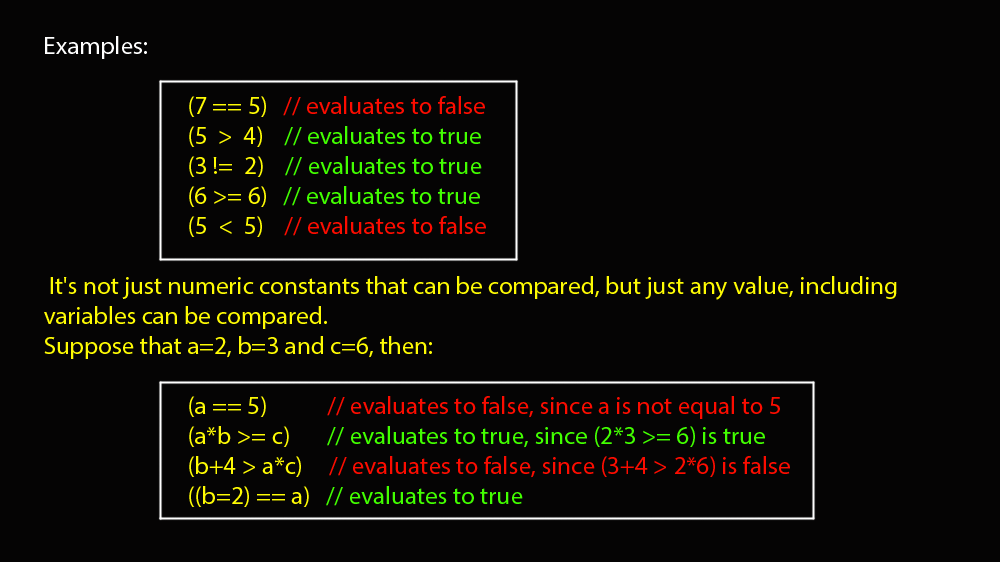 Examples:
(7 == 5) // evaluates to false
(5 > 4) // evaluates to true
(3 != 2) // evaluates to true
(6 >= 6) // evaluates to true
(5 < 5) // evaluates to false
It's not just numeric constants that can be compared, but just any value, including
variables can be compared.
Suppose that a=2, b=3 and c=6, then:
(a == 5) // evaluates to false, since a is not equal to 5
(a*b >= c) // evaluates to true, since (2*3 >= 6) is true
(b+4 > a*c) // evaluates to false, since (3+4 > 2*6) is false
((b=2) == a) // evaluates to true